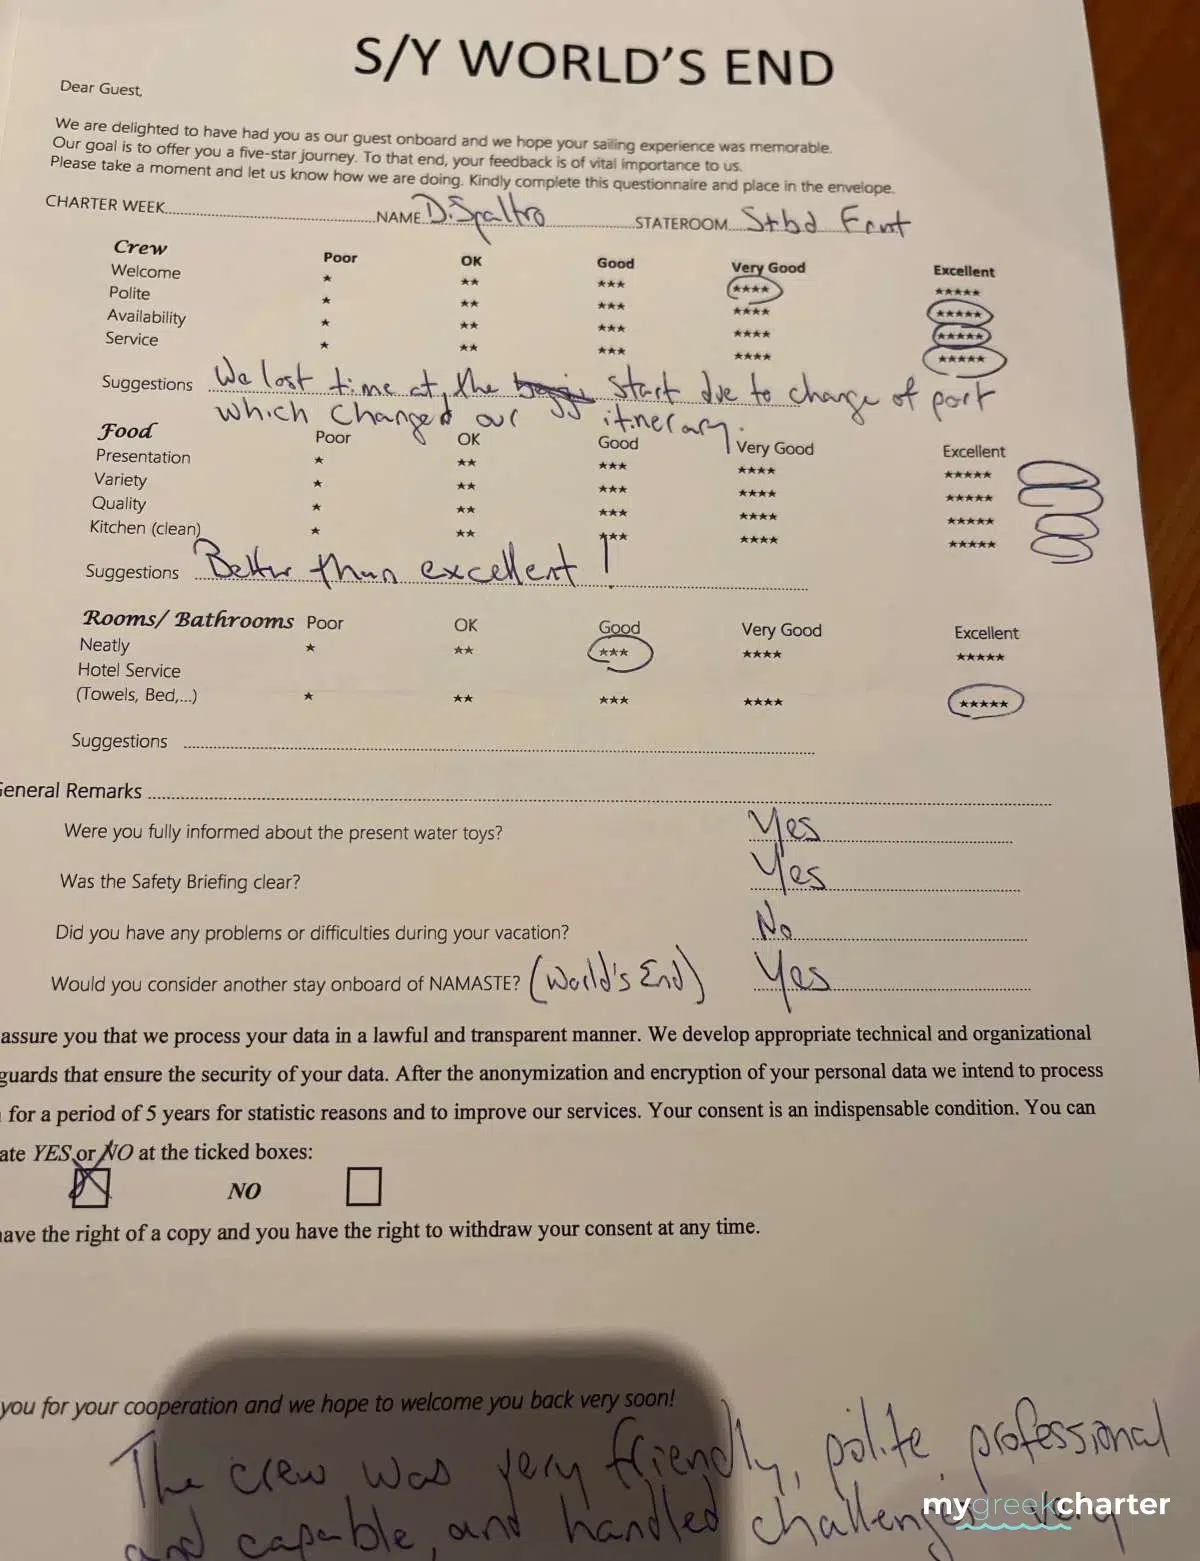 S/Y WORLD'S END
Dear Guest,
We are delighted to have had you as our guest onboard and we hope your sailing experience was memorable.
Our goal is to offer you a five-star journey. To that end, your feedback is of vital importance to us.
Please take a moment and let us know how we are doing. Kindly complete this questionnaire and place in the envelope.
CHARTER WEEK NAME D. Spaltro STATEROOM Stbd Front
Crew Poor OK Good Very Good Excellent
Welcome * ** *** **** *****
Polite * ** *** **** *****
Availability * ** *** **** *****
Service * ** *** **** *****
Suggestions We lost time at the start due to change of port
which changed our itinerary.
Food Poor OK Good Very Good Excellent
Presentation * ** *** **** *****
Variety * ** *** **** *****
Quality * ** *** **** *****
Kitchen (clean) * ** *** **** *****
Suggestions Better than excellent!
Rooms/ Bathrooms Poor OK Good Very Good Excellent
Neatly * ** *** **** *****
Hotel Service
(Towels, Bed,...) * ** *** **** *****
Suggestions
General Remarks
Were you fully informed about the present water toys? Yes
Was the Safety Briefing clear? Yes
Did you have any problems or difficulties during your vacation? No
Would you consider another stay onboard of NAMASTE? (World's End) Yes
assure you that we process your data in a lawful and transparent manner. We develop appropriate technical and organizational
guards that ensure the security of your data. After the anonymization and encryption of your personal data we intend to process
for a period of 5 years for statistic reasons and to improve our services. Your consent is an indispensable condition. You can
ate YES or NO at the ticked boxes:
NO
have the right of a copy and you have the right to withdraw your consent at any time.
you for your cooperation and we hope to welcome you back very soon!
The crew was very friendly, polite, professional
and capable, and handled challenges very
mygreekcharter